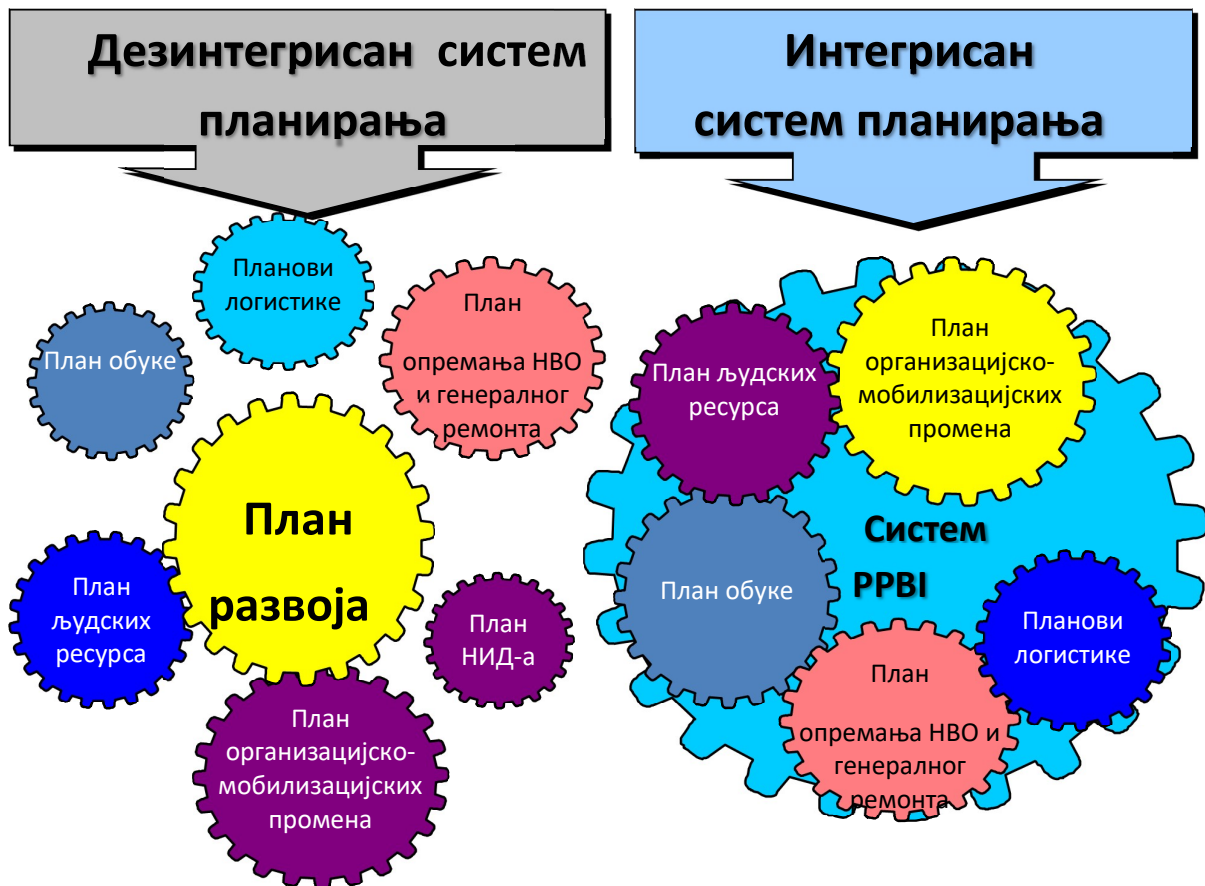 Дезинтегрисан систем
планирања
Интегрисан
систем планирања
Планови
логистике
План
опремања НВО
и генералног
ремонта
План обуке
План
развоја
План
људских
ресурса
План
НИД-а
План
организацијско-
мобилизацијских
промена
План људских
ресурса
План
организацијско-
мобилизацијских
промена
Систем
PPBI
План обуке
Планови
логистике
План
опремања НВО и
генералног
ремонта